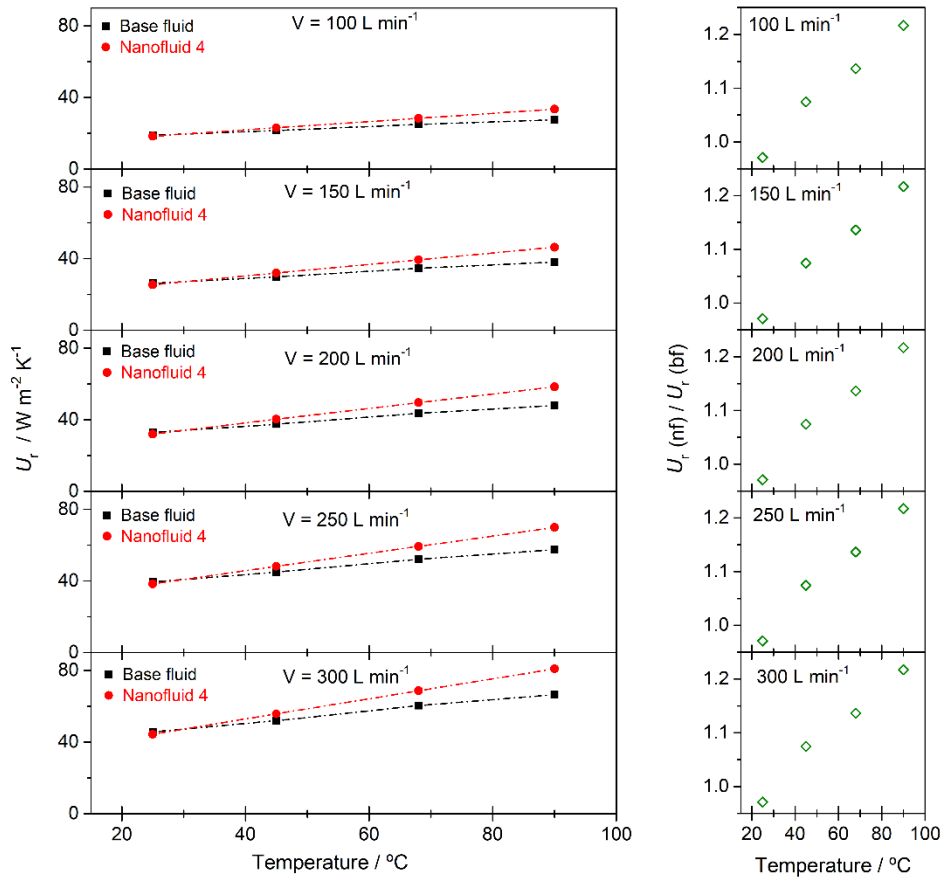 80
Base fluid
Nanofluid 4
V = 100 L min⁻¹
40
0
80
Base fluid
Nanofluid 4
V = 150 L min⁻¹
40
0
80
Base fluid
Nanofluid 4
V = 200 L min⁻¹
40
0
80
Base fluid
Nanofluid 4
V = 250 L min⁻¹
40
0
80
Base fluid
Nanofluid 4
V = 300 L min⁻¹
40
0
20 40 60 80 100
Temperature / ºC
Uᵣ / W m⁻² K⁻¹
100 L min⁻¹
1.2
1.1
1.0
150 L min⁻¹
1.2
1.1
1.0
200 L min⁻¹
1.2
1.1
1.0
250 L min⁻¹
1.2
1.1
1.0
300 L min⁻¹
1.2
1.1
1.0
20 40 60 80 100
Temperature / ºC
Uᵣ (nf) / Uᵣ (bf)